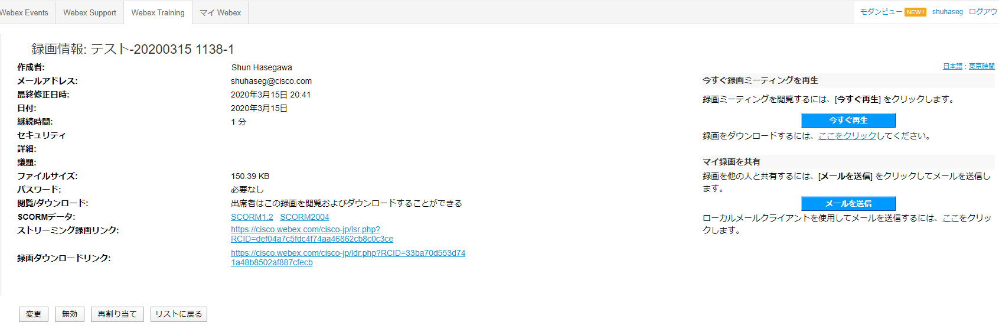 Webex Events Webex Support Webex Training マイ Webex モダンビュー NEW ! shuhaseg ログアウ
録画情報: テスト-20200315 1138-1
日本語 : 東京時間
作成者: Shun Hasegawa
メールアドレス: shuhaseg@cisco.com
最終修正日時: 2020年3月15日 20:41
日付: 2020年3月15日
継続時間: 1 分
セキュリティ
詳細:
議題:
ファイルサイズ: 150.39 KB
パスワード: 必要なし
閲覧/ダウンロード: 出席者はこの録画を閲覧およびダウンロードすることができる
SCORMデータ: SCORM1.2 SCORM2004
ストリーミング録画リンク: https://cisco.webex.com/cisco-jp/lsr.php?
RCID=def04a7c5fdc4f74aa46862cb8c0c3ce
録画ダウンロードリンク: https://cisco.webex.com/cisco-jp/ldr.php?RCID=33ba70d553d74
1a48b8502af887cfecb
今すぐ録画ミーティングを再生
録画ミーティングを閲覧するには、[今すぐ再生] をクリックします。
今すぐ再生
録画をダウンロードするには、ここをクリックしてください。
マイ録画を共有
録画を他の人と共有するには、[メールを送信] をクリックしてメールを送信し
ます。
メールを送信
ローカルメールクライアントを使用してメールを送信するには、ここをクリッ
クします。
変更 無効 再割り当て リストに戻る